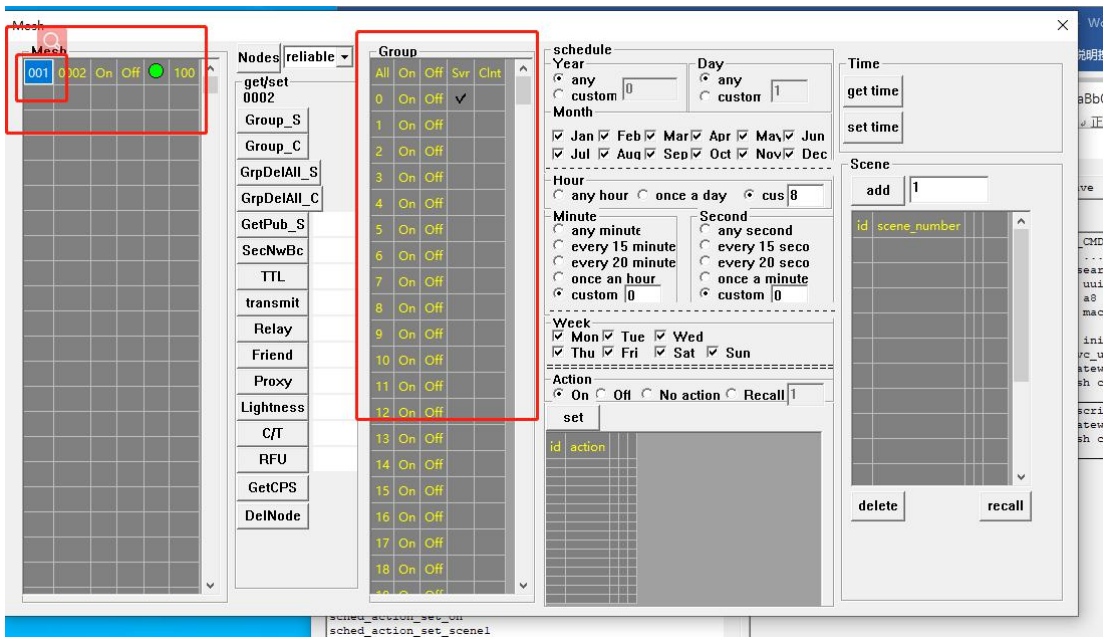 Mesh
Mesh
001 0002 On Off 100
Nodes reliable
get/set
0002
Group_S
Group_C
GrpDelAll_S
GrpDelAll_C
GetPub_S
SecNwBc
TTL
transmit
Relay
Friend
Proxy
Lightness
C/T
RFU
GetCPS
DelNode
Group
All On Off Svr Clnt
0 On Off ✓
1 On Off
2 On Off
3 On Off
4 On Off
5 On Off
6 On Off
7 On Off
8 On Off
9 On Off
10 On Off
11 On Off
12 On Off
13 On Off
14 On Off
15 On Off
16 On Off
17 On Off
18 On Off
schedule
Year
any
custom 0
Day
any
custom 1
Month
Jan Feb Mar Apr May Jun
Jul Aug Sep Oct Nov Dec
Hour
any hour once a day cus 8
Minute
any minute
every 15 minute
every 20 minute
once an hour
custom 0
Second
any second
every 15 seco
every 20 seco
once a minute
custom 0
Week
Mon Tue Wed
Thu Fri Sat Sun
Action
On Off No action Recall 1
set
id action
Time
get time
set time
Scene
add 1
id scene_number
delete recall
sched_action_set_on
sched_action_set_scene1